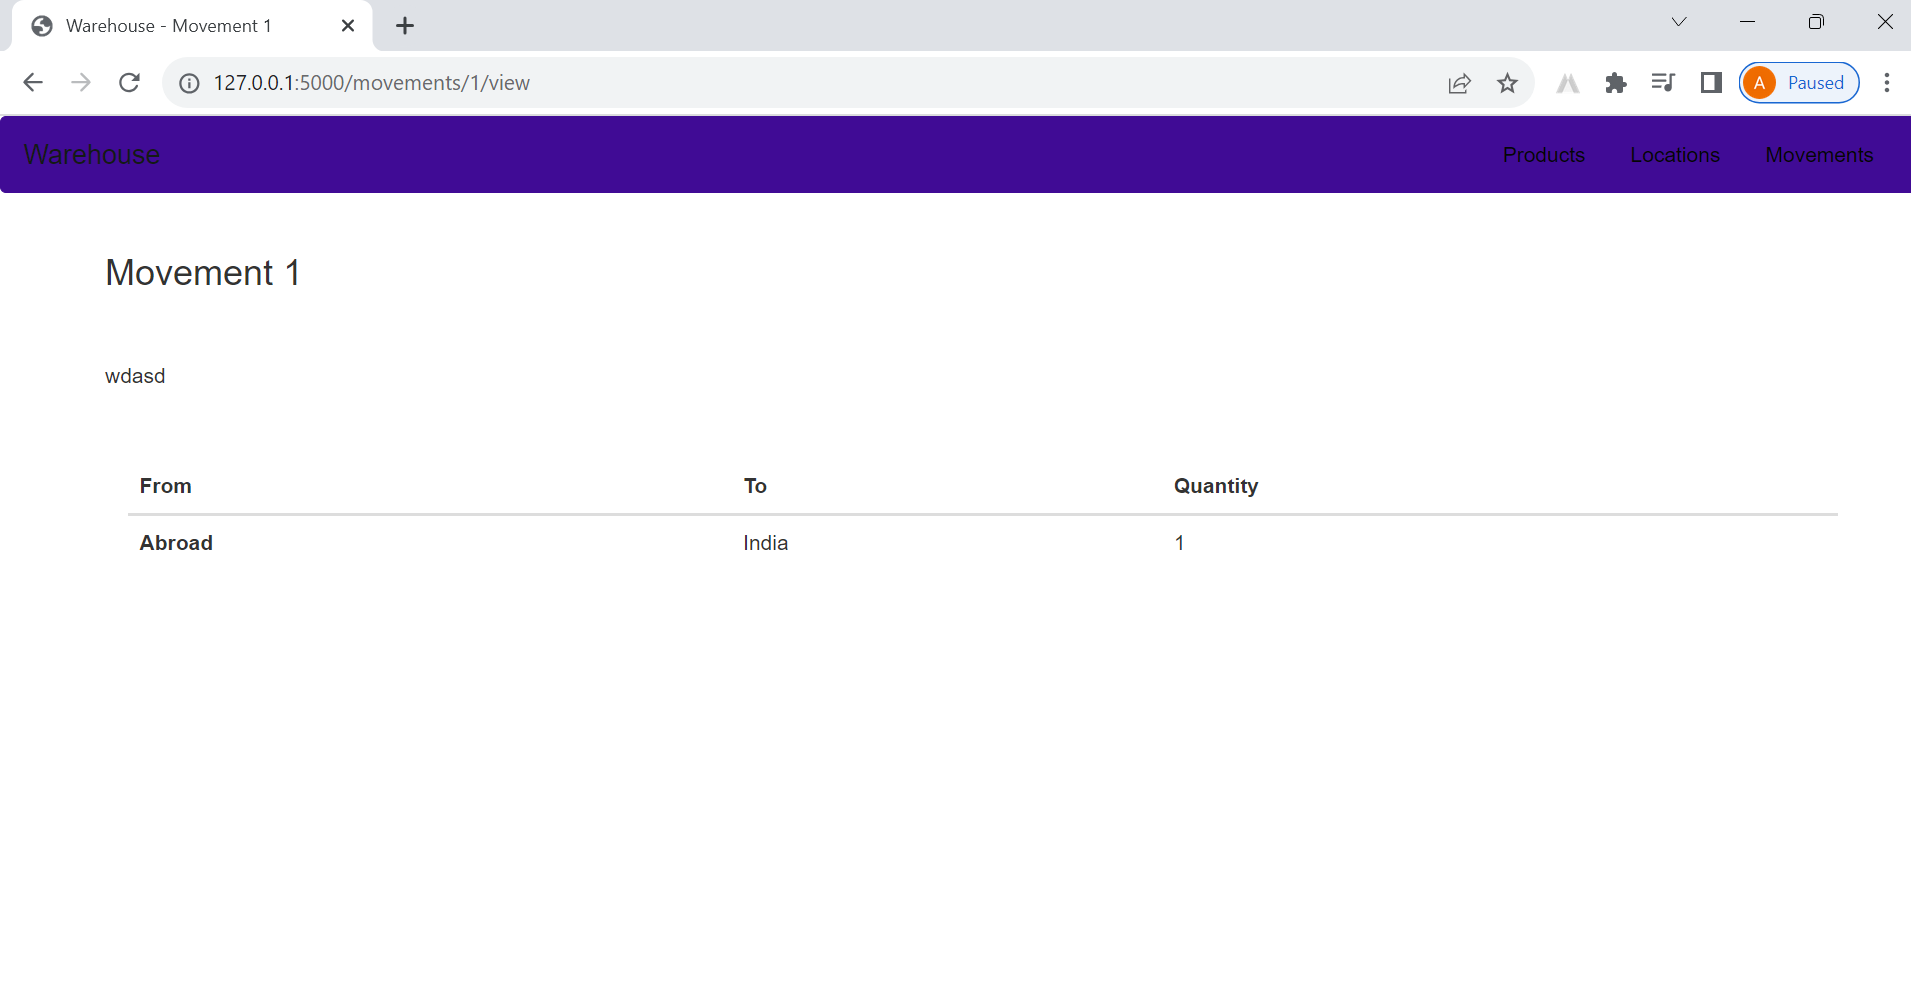 Warehouse - Movement 1
127.0.0.1:5000/movements/1/view
A Paused
Warehouse Products Locations Movements
Movement 1
wdasd
From To Quantity
Abroad India 1